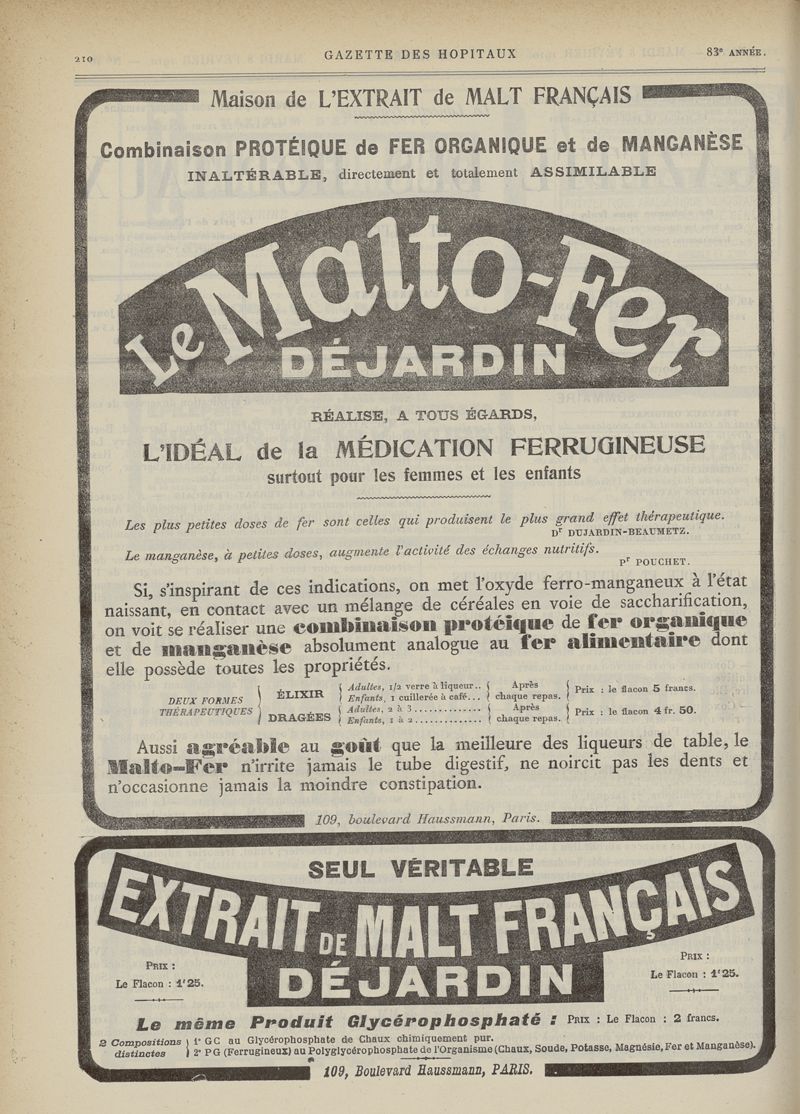 210
GAZETTE DES HOPITAUX
83e ANNÉE.
Maison de L'EXTRAIT de MALT FRANÇAIS
Combinaison PROTÉIQUE de FER ORGANIQUE et de MANGANÈSE
INALTÉRABLE, directement et totalement ASSIMILABLE
Le Malto-Fer
DÉJARDIN
RÉALISE, A TOUS ÉGARDS,
L'IDÉAL de la MÉDICATION FERRUGINEUSE
surtout pour les femmes et les enfants
Les plus petites doses de fer sont celles qui produisent le plus grand effet thérapeutique.
Dr DUJARDIN-BEAUMETZ.
Le manganèse, à petites doses, augmente l'activité des échanges nutritifs.
Pr POUCHET.
Si, s'inspirant de ces indications, on met l'oxyde ferro-manganeux à l'état
naissant, en contact avec un mélange de céréales en voie de saccharification,
on voit se réaliser une combinaison protéique de fer organique
et de manganèse absolument analogue au fer alimentaire dont
elle possède toutes les propriétés.
DEUX FORMES
THÉRAPEUTIQUES
ÉLIXIR
Adultes, 1/2 verre à liqueur..
Enfants, 1 cuillerée à café...
Après
chaque repas.
Prix : le flacon 5 francs.
DRAGÉES
Adultes, 2 à 3..............
Enfants, 1 à 2..............
Après
chaque repas.
Prix : le flacon 4 fr. 50.
Aussi agréable au goût que la meilleure des liqueurs de table, le
Malto-Fer n'irrite jamais le tube digestif, ne noircit pas les dents et
n'occasionne jamais la moindre constipation.
109, boulevard Haussmann, Paris.
SEUL VÉRITABLE
EXTRAIT DE MALT FRANÇAIS
DÉJARDIN
PRIX :
Le Flacon : 1f25.
PRIX :
Le Flacon : 1f25.
Le même Produit Glycérophosphaté : PRIX : Le Flacon : 2 francs.
2 Compositions
distinctes
1° GC au Glycérophosphate de Chaux chimiquement pur.
2° PG (Ferrugineux) au Polyglycérophosphate de l'Organisme (Chaux, Soude, Potasse, Magnésie, Fer et Manganèse).
109, Boulevard Haussmann, PARIS.